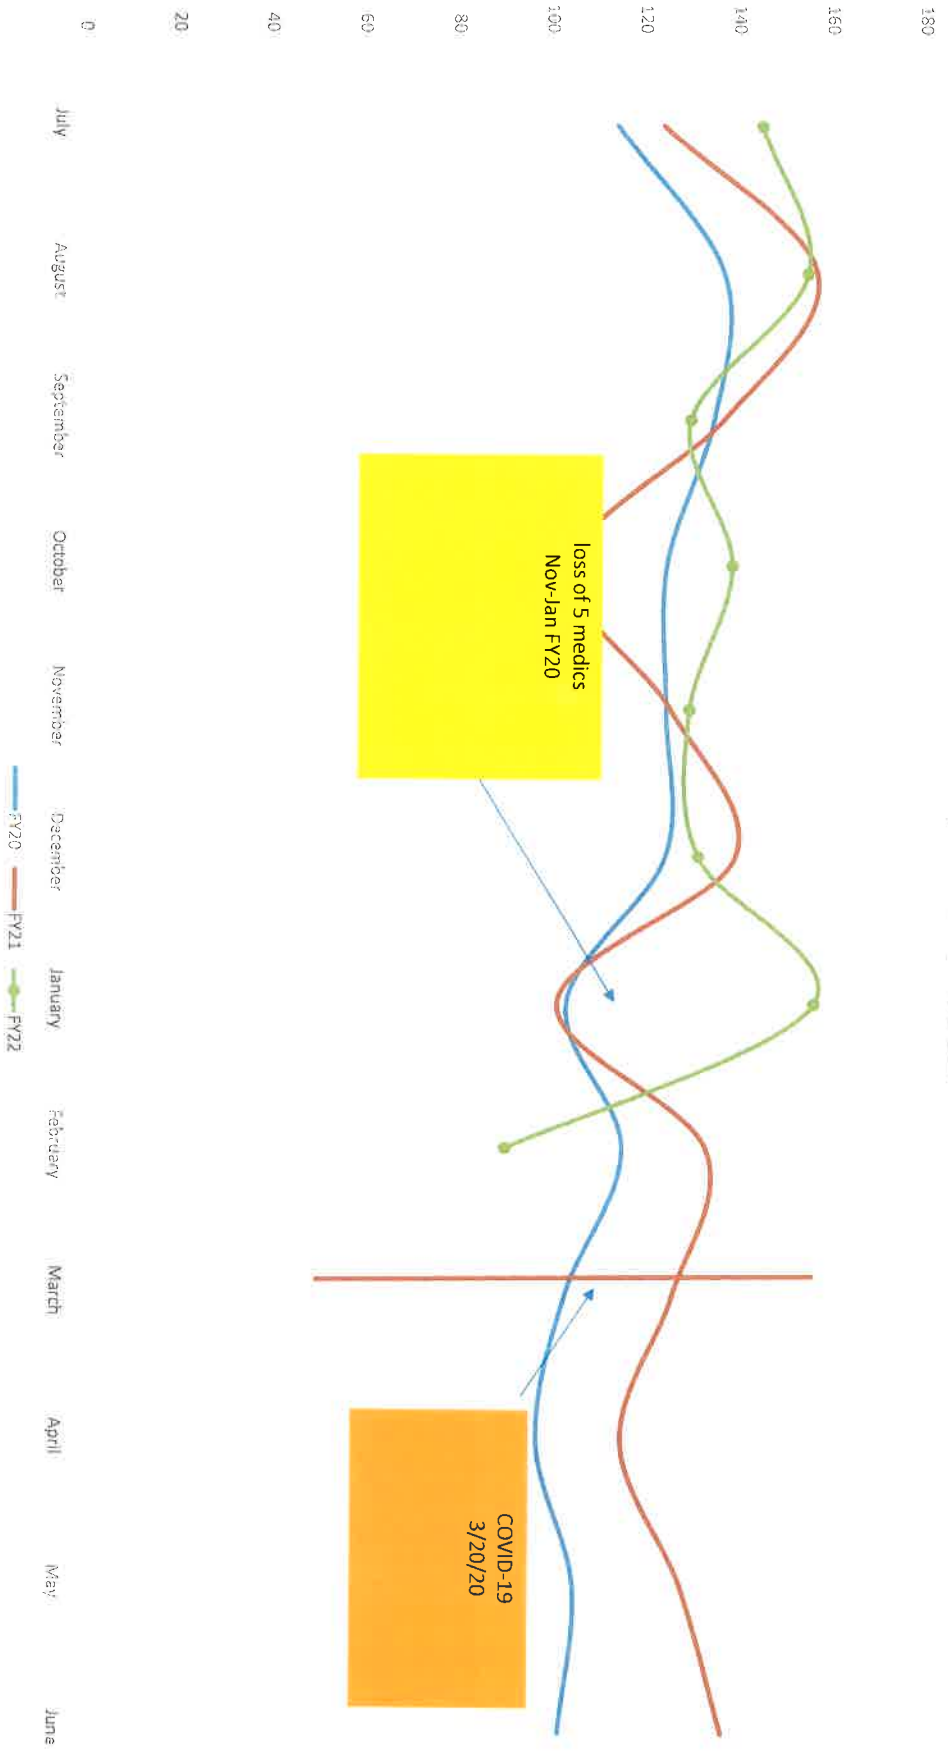 180
160
140
120
100
80
60
40
20
0
loss of 5 medics
Nov-Jan FY20
COVID-19
3/20/20
July August September October November December January February March April May June
FY20 FY21 FY22